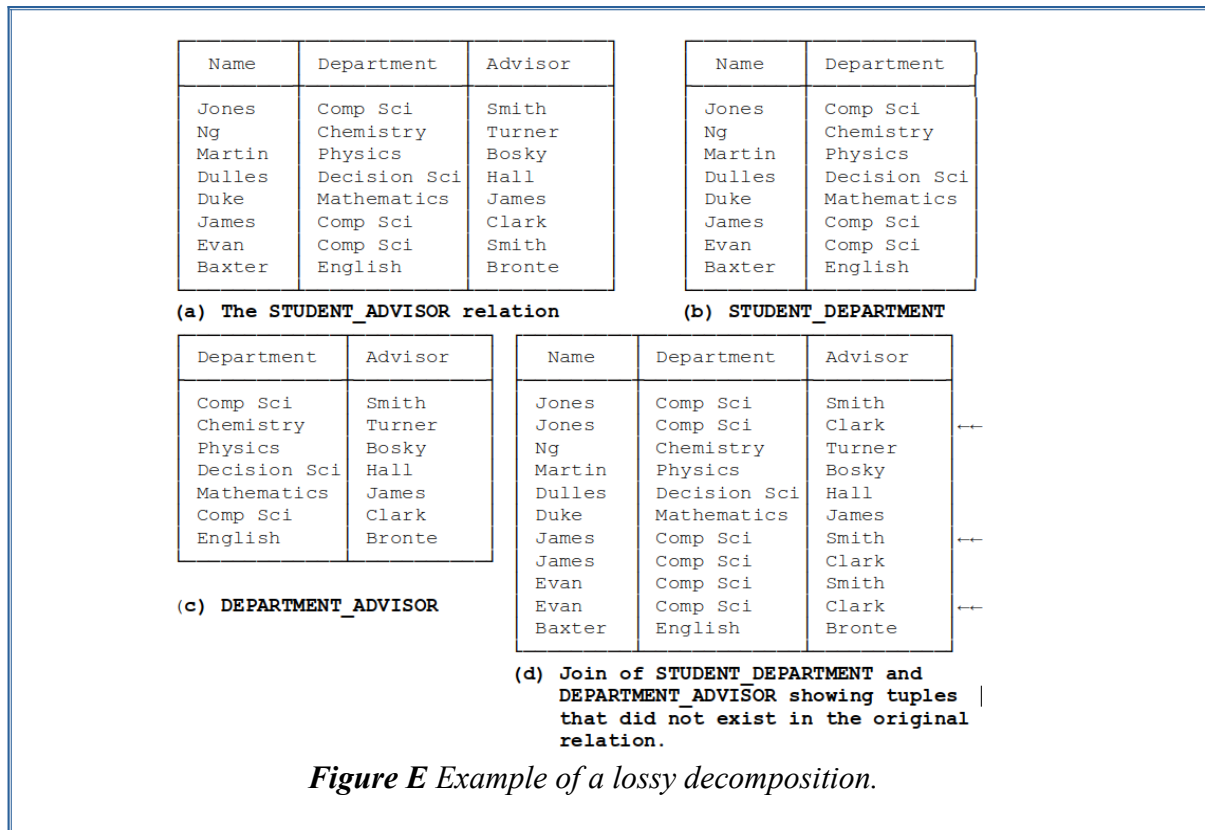 Name Department Advisor
Jones Comp Sci Smith
Ng Chemistry Turner
Martin Physics Bosky
Dulles Decision Sci Hall
Duke Mathematics James
James Comp Sci Clark
Evan Comp Sci Smith
Baxter English Bronte
(a) The STUDENT_ADVISOR relation
Name Department
Jones Comp Sci
Ng Chemistry
Martin Physics
Dulles Decision Sci
Duke Mathematics
James Comp Sci
Evan Comp Sci
Baxter English
(b) STUDENT_DEPARTMENT
Department Advisor
Comp Sci Smith
Chemistry Turner
Physics Bosky
Decision Sci Hall
Mathematics James
Comp Sci Clark
English Bronte
(c) DEPARTMENT_ADVISOR
Name Department Advisor
Jones Comp Sci Smith
Jones Comp Sci Clark ←←
Ng Chemistry Turner
Martin Physics Bosky
Dulles Decision Sci Hall
Duke Mathematics James
James Comp Sci Smith ←←
James Comp Sci Clark
Evan Comp Sci Smith
Evan Comp Sci Clark ←←
Baxter English Bronte
(d) Join of STUDENT_DEPARTMENT and
DEPARTMENT_ADVISOR showing tuples
that did not exist in the original
relation.
Figure E Example of a lossy decomposition.